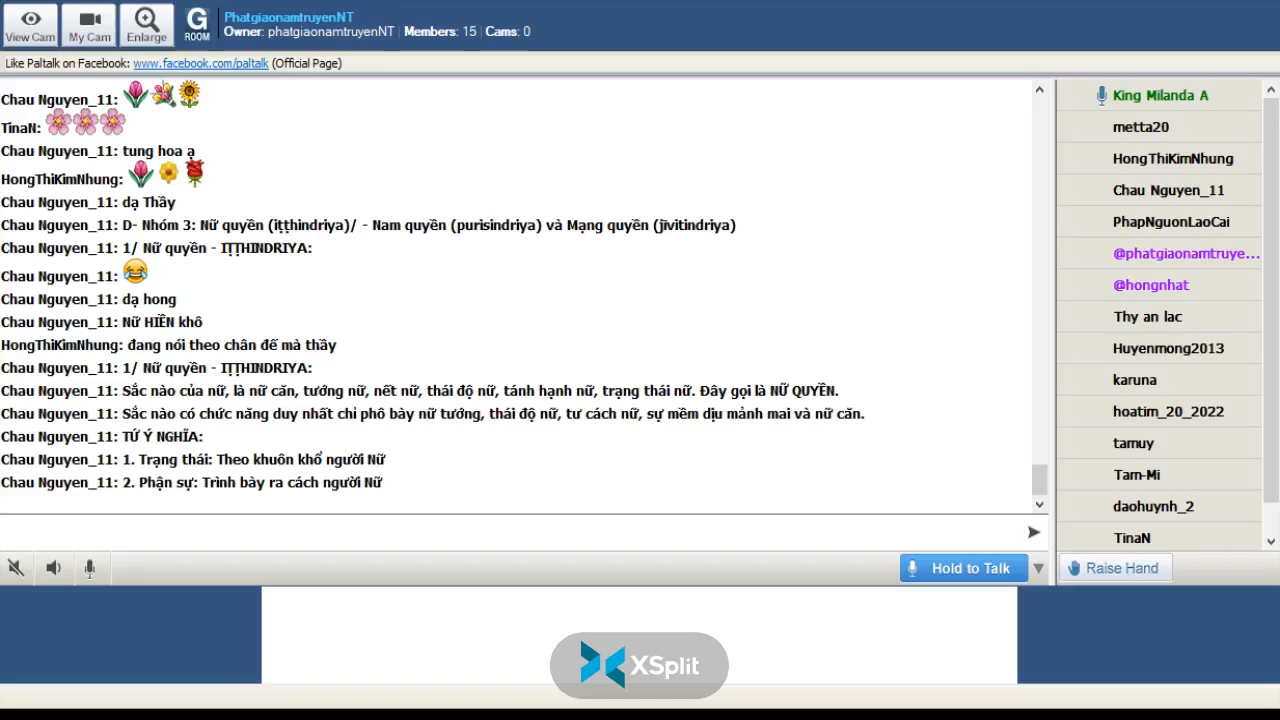 PhatgiaonamtruyenNT
Owner: phatgiaonamtruyenNT Members: 15 Cams: 0
View Cam
My Cam
Enlarge
G
ROOM
Like Paltalk on Facebook: www.facebook.com/paltalk (Official Page)
Chau Nguyen_11:
TinaN:
Chau Nguyen_11: tung hoa ạ
HongThiKimNhung:
Chau Nguyen_11: dạ Thầy
Chau Nguyen_11: D- Nhóm 3: Nữ quyền (iṭṭhindriya)/ - Nam quyền (purisindriya) và Mạng quyền (jīvitindriya)
Chau Nguyen_11: 1/ Nữ quyền - IṬṬHINDRIYA:
Chau Nguyen_11:
Chau Nguyen_11: dạ hong
Chau Nguyen_11: Nữ HIỀN khô
HongThiKimNhung: đang nói theo chân đế mà thầy
Chau Nguyen_11: 1/ Nữ quyền - IṬṬHINDRIYA:
Chau Nguyen_11: Sắc nào của nữ, là nữ căn, tướng nữ, nết nữ, thái độ nữ, tánh hạnh nữ, trạng thái nữ. Đây gọi là NỮ QUYỀN.
Chau Nguyen_11: Sắc nào có chức năng duy nhất chỉ phô bày nữ tướng, thái độ nữ, tư cách nữ, sự mềm dịu mảnh mai và nữ căn.
Chau Nguyen_11: TỨ Ý NGHĨA:
Chau Nguyen_11: 1. Trạng thái: Theo khuôn khổ người Nữ
Chau Nguyen_11: 2. Phận sự: Trình bày ra cách người Nữ
King Milanda A
metta20
HongThiKimNhung
Chau Nguyen_11
PhapNguonLaoCai
@phatgiaonamtruye...
@hongnhat
Thy an lac
Huyenmong2013
karuna
hoatim_20_2022
tamuy
Tam-Mi
daohuynh_2
TinaN
Hold to Talk
Raise Hand
XSplit